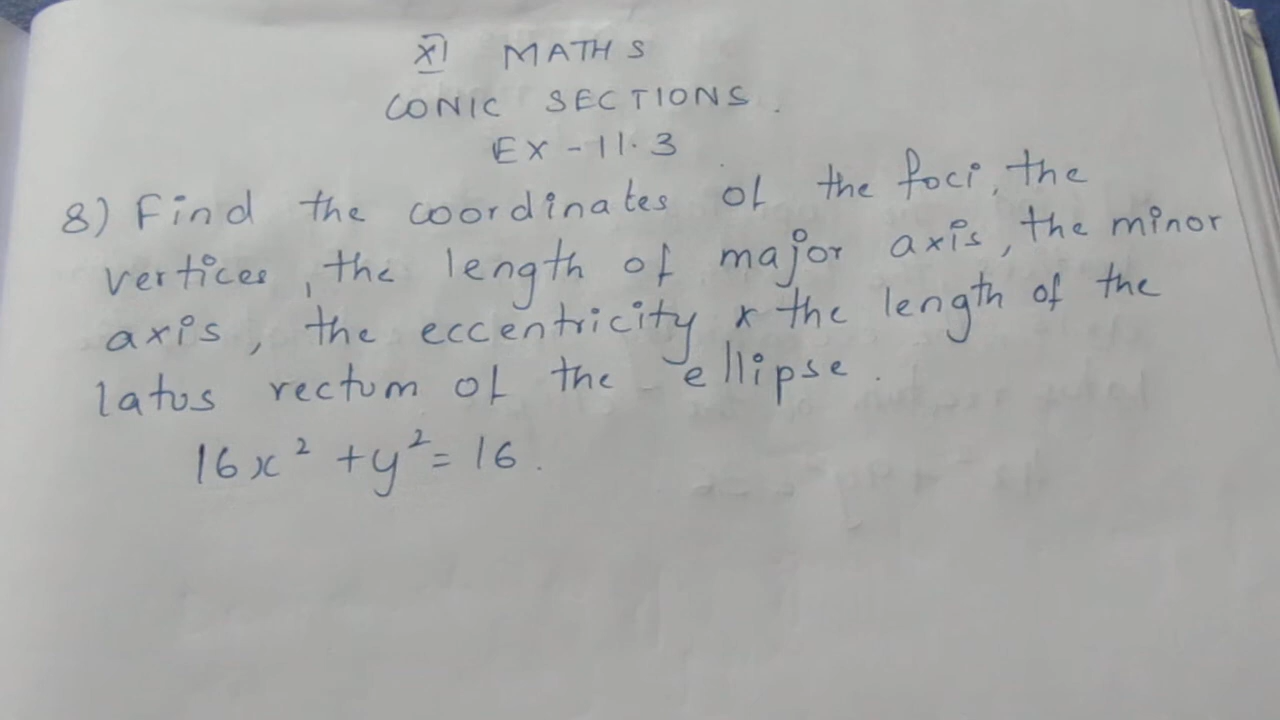 XI MATHS
CONIC SECTIONS.
EX - 11.3
8) Find the coordinates of the foci, the
vertices, the length of major axis, the minor
axis, the eccentricity & the length of the
latus rectum of the ellipse.
16x² + y² = 16.